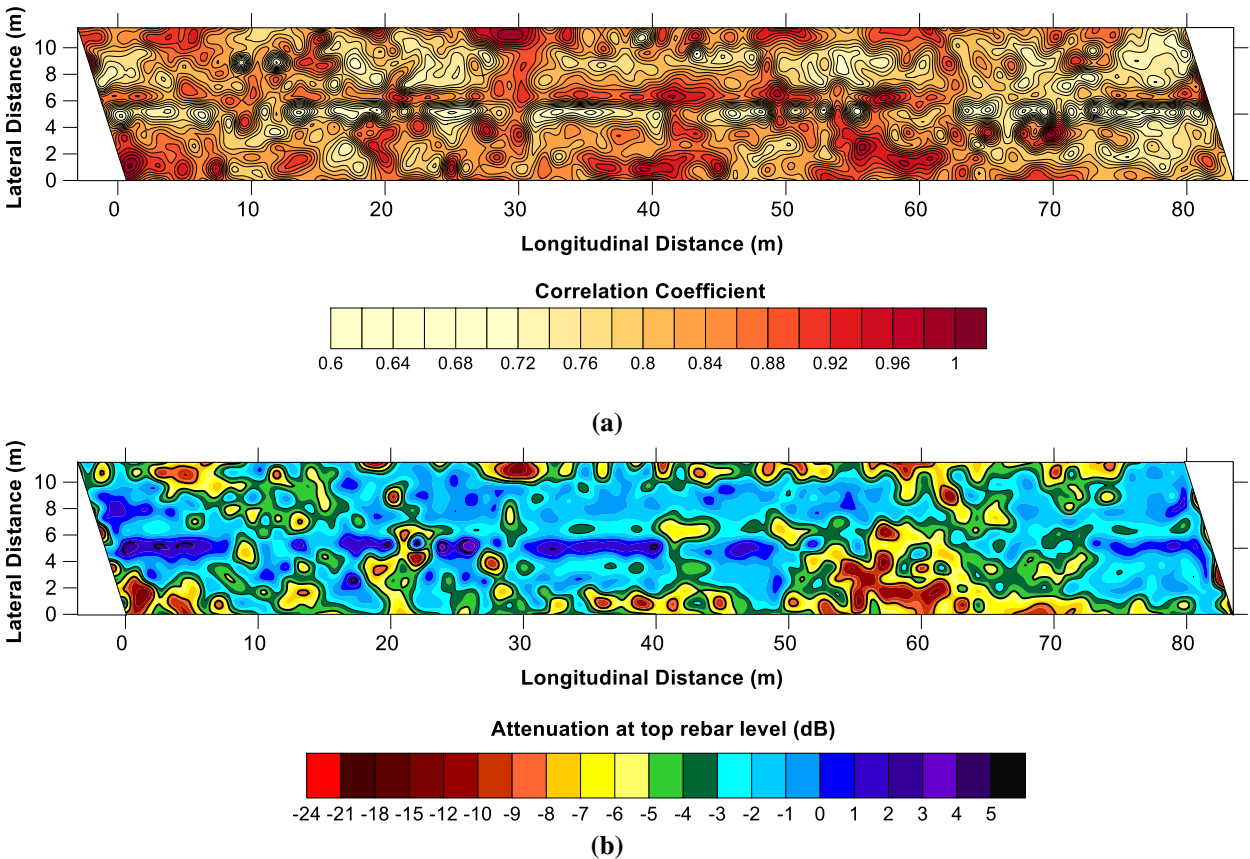 Lateral Distance (m)
10
8
6
4
2
0
0 10 20 30 40 50 60 70 80
Longitudinal Distance (m)
Correlation Coefficient
0.6 0.64 0.68 0.72 0.76 0.8 0.84 0.88 0.92 0.96 1
(a)
Lateral Distance (m)
10
8
6
4
2
0
0 10 20 30 40 50 60 70 80
Longitudinal Distance (m)
Attenuation at top rebar level (dB)
-24 -21 -18 -15 -12 -10 -9 -8 -7 -6 -5 -4 -3 -2 -1 0 1 2 3 4 5
(b)